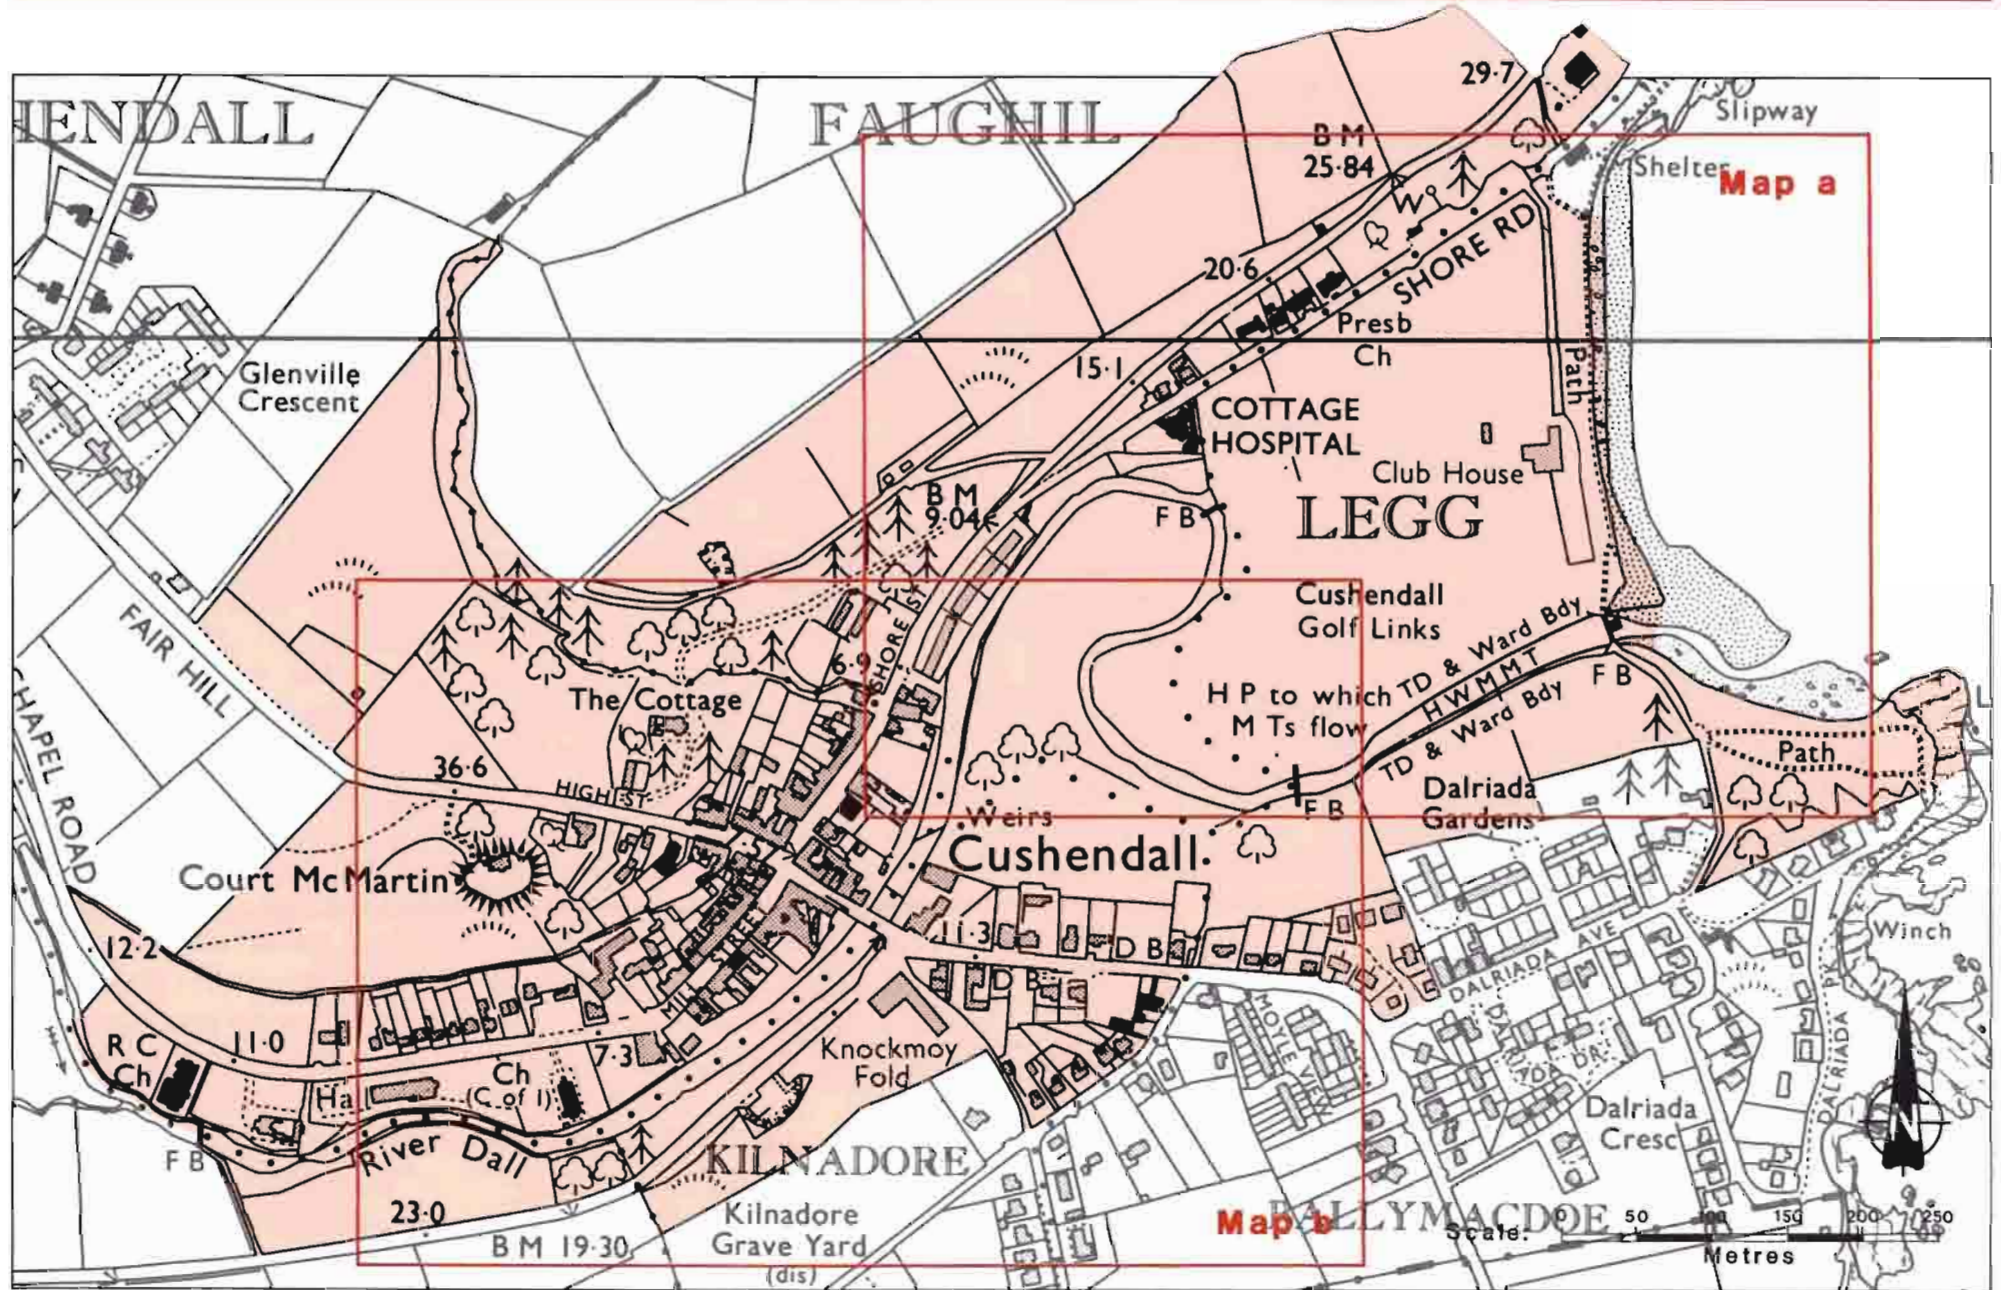 HENDALL
FAUGHIL
29·7
Slipway
B M
25·84
Shelter
Map a
W
20·6
SHORE RD
Presb
Ch
15·1
Path
Glenville
Crescent
COTTAGE
HOSPITAL
Club House
B M
9·04
F B
LEGG
Cushendall
Golf Links
TD & Ward Bdy
H W M M T
TD & Ward Bdy
F B
FAIR HILL
SHORE ST
6·9
The Cottage
H P to which
M Ts flow
CHAPEL ROAD
36·6
HIGH ST
Path
Dalriada
Gardens
F B
Weirs
Cushendall
Court McMartin
12·2
11·3
D B
D B
DALRIADA AVE
Winch
MILL STREET
MOYLE VIEW
DALRIADA DR
DALRIADA PK
R C
Ch
11·0
7·3
Ha
Ch
(C of I)
Knockmoy
Fold
Dalriada
Cresc
N
F B
River Dall
KILNADORE
23·0
Kilnadore
Grave Yard
(dis)
B M 19·30
Map b
BALLYMACDOE
Scale: 0 50 100 150 200 250
Metres